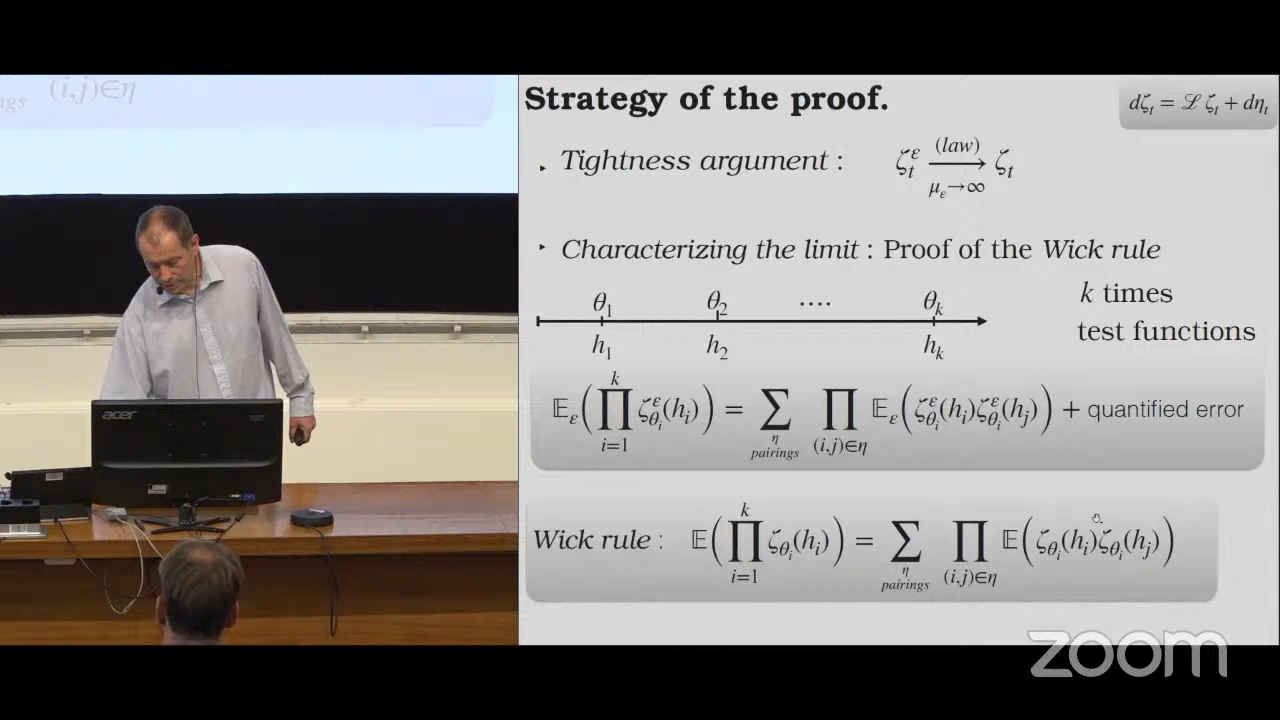 ngs (i,j)∈η
Strategy of the proof.
dζ_t = ℒ ζ_t + dη_t
▸ Tightness argument : ζ_t^ε →^{(law)}_{μ_ε→∞} ζ_t
▸ Characterizing the limit : Proof of the Wick rule
θ_1 θ_2 .... θ_k
k times
h_1 h_2 h_k
test functions
𝔼_ε(∏_{i=1}^k ζ_{θ_i}^ε(h_i)) = ∑_{η pairings} ∏_{(i,j)∈η} 𝔼_ε(ζ_{θ_i}^ε(h_i)ζ_{θ_i}^ε(h_j)) + quantified error
Wick rule : 𝔼(∏_{i=1}^k ζ_{θ_i}(h_i)) = ∑_{η pairings} ∏_{(i,j)∈η} 𝔼(ζ_{θ_i}(h_i)ζ_{θ_i}(h_j))
acer
zoom